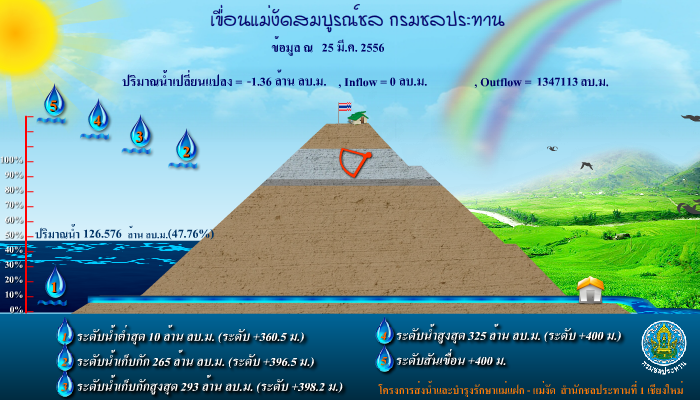 เขื่อนแม่งัดสมบูรณ์ชล กรมชลประทาน
ข้อมูล ณ 25 มี.ค. 2556
ปริมาณน้ำเปลี่ยนแปลง = -1.36 ล้าน ลบ.ม. , Inflow = 0 ลบ.ม. , Outflow = 1347113 ลบ.ม.
5
4
3
2
100%
90%
80%
70%
60%
50%
ปริมาณน้ำ 126.576 ล้าน ลบ.ม.(47.76%)
40%
30%
1
20%
10%
0%
1 ระดับน้ำต่ำสุด 10 ล้าน ลบ.ม. (ระดับ +360.5 ม.)
2 ระดับน้ำเก็บกัก 265 ล้าน ลบ.ม. (ระดับ +396.5 ม.)
3 ระดับน้ำเก็บกักสูงสุด 293 ล้าน ลบ.ม. (ระดับ +398.2 ม.)
4 ระดับน้ำสูงสุด 325 ล้าน ลบ.ม. (ระดับ +400 ม.)
5 ระดับสันเขื่อน +400 ม.
กรมชลประทาน
โครงการส่งน้ำและบำรุงรักษาแม่แฝก - แม่งัด สำนักชลประทานที่ 1 เชียงใหม่